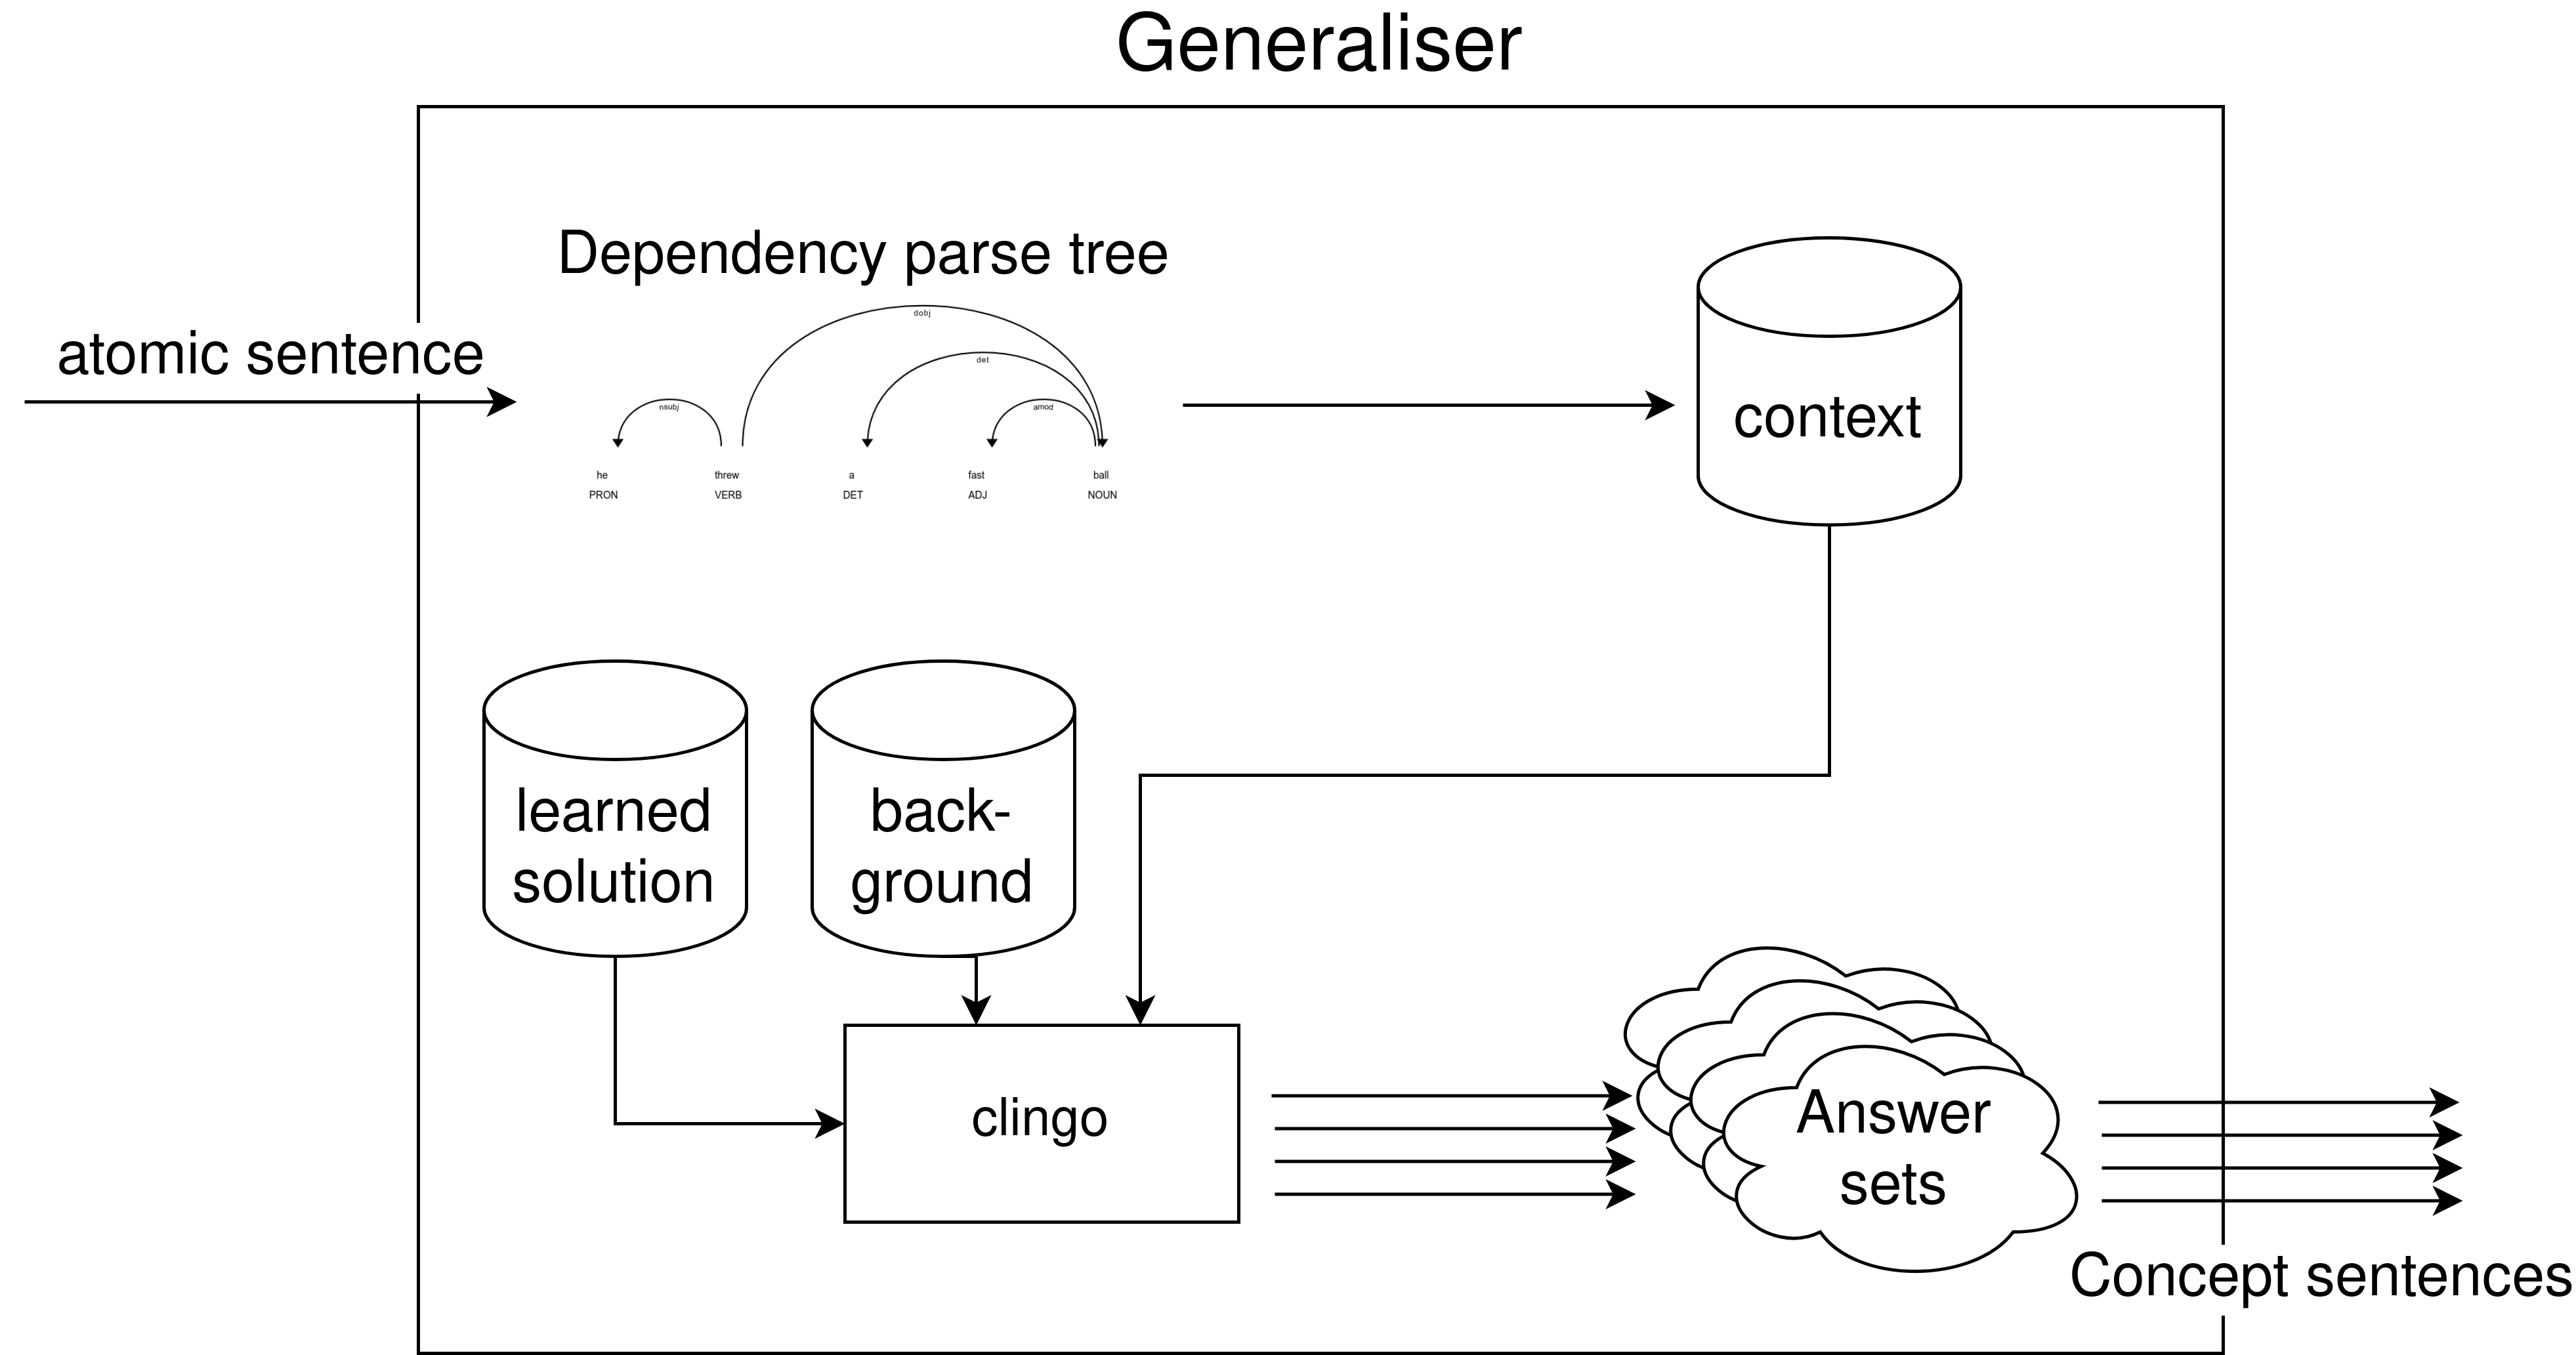 Generaliser
Dependency parse tree
atomic sentence
dobj
det
nsubj
amod
he threw a fast ball
PRON VERB DET ADJ NOUN
context
learned
solution
back-
ground
clingo
Answer
sets
Concept sentences